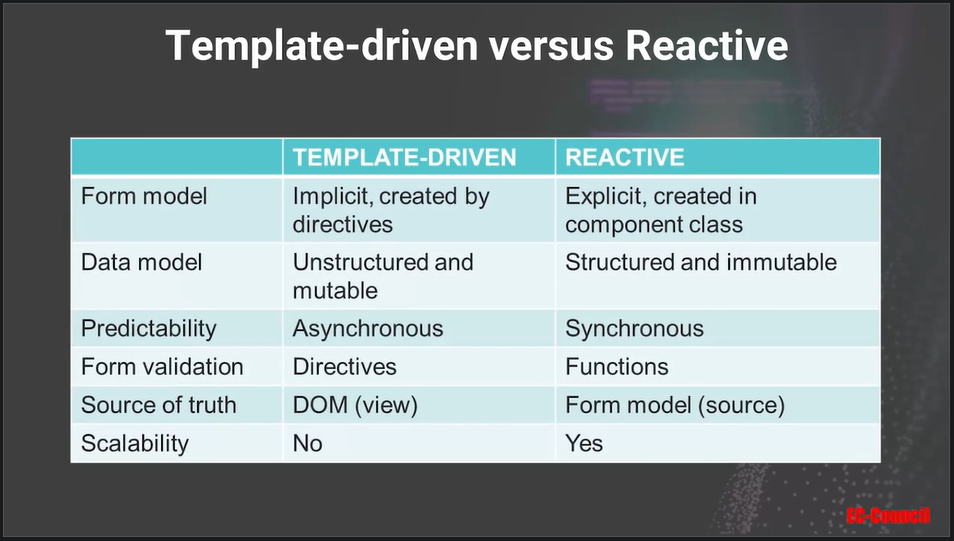 Template-driven versus Reactive
TEMPLATE-DRIVEN REACTIVE
Form model Implicit, created by Explicit, created in
directives component class
Data model Unstructured and Structured and immutable
mutable
Predictability Asynchronous Synchronous
Form validation Directives Functions
Source of truth DOM (view) Form model (source)
Scalability No Yes
EC-Council